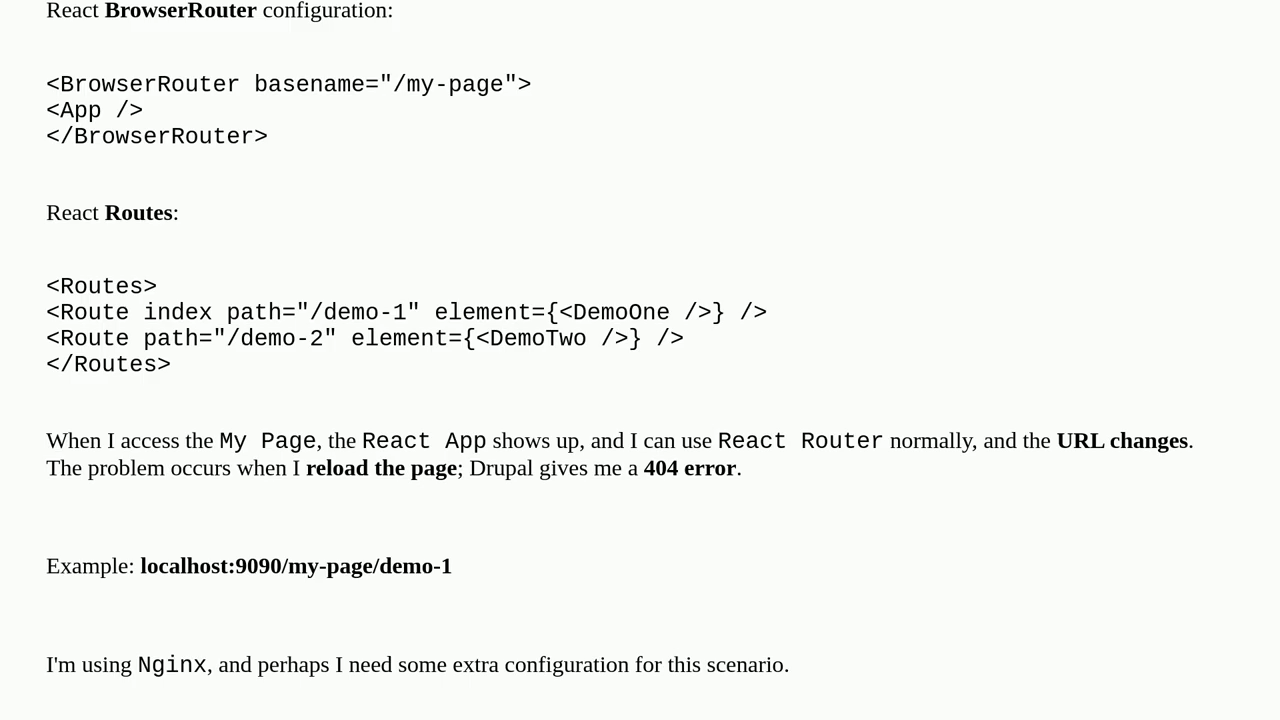 React BrowserRouter configuration:
<BrowserRouter basename="/my-page">
<App />
</BrowserRouter>
React Routes:
<Routes>
<Route index path="/demo-1" element={<DemoOne />} />
<Route path="/demo-2" element={<DemoTwo />} />
</Routes>
When I access the My Page, the React App shows up, and I can use React Router normally, and the URL changes.
The problem occurs when I reload the page; Drupal gives me a 404 error.
Example: localhost:9090/my-page/demo-1
I'm using Nginx, and perhaps I need some extra configuration for this scenario.